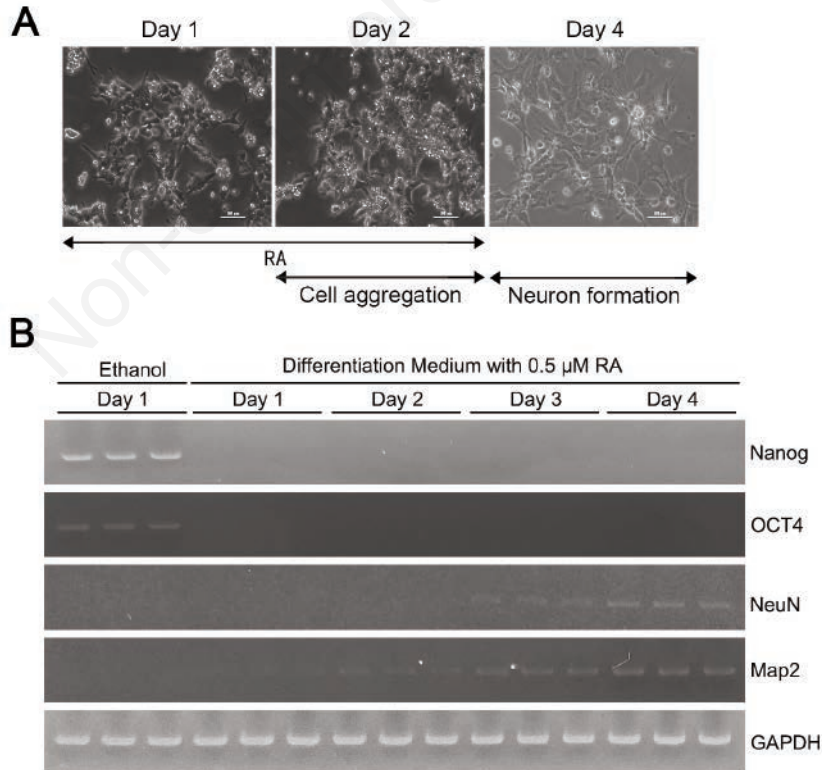 A
Day 1 Day 2 Day 4
RA
Cell aggregation Neuron formation
B
Ethanol Differentiation Medium with 0.5 µM RA
Day 1 Day 1 Day 2 Day 3 Day 4
Nanog
OCT4
NeuN
Map2
GAPDH